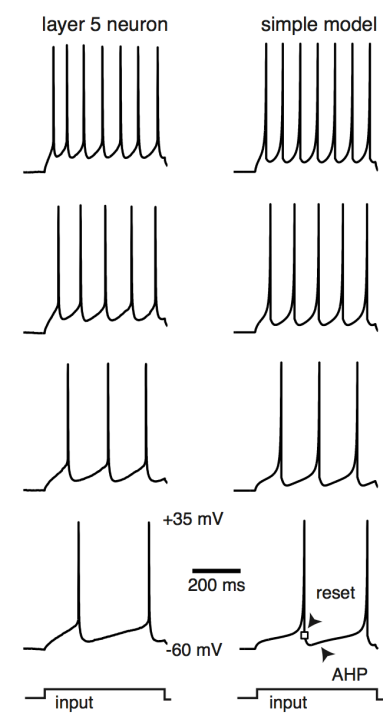 layer 5 neuron
simple model
+35 mV
200 ms
reset
-60 mV
AHP
input
input